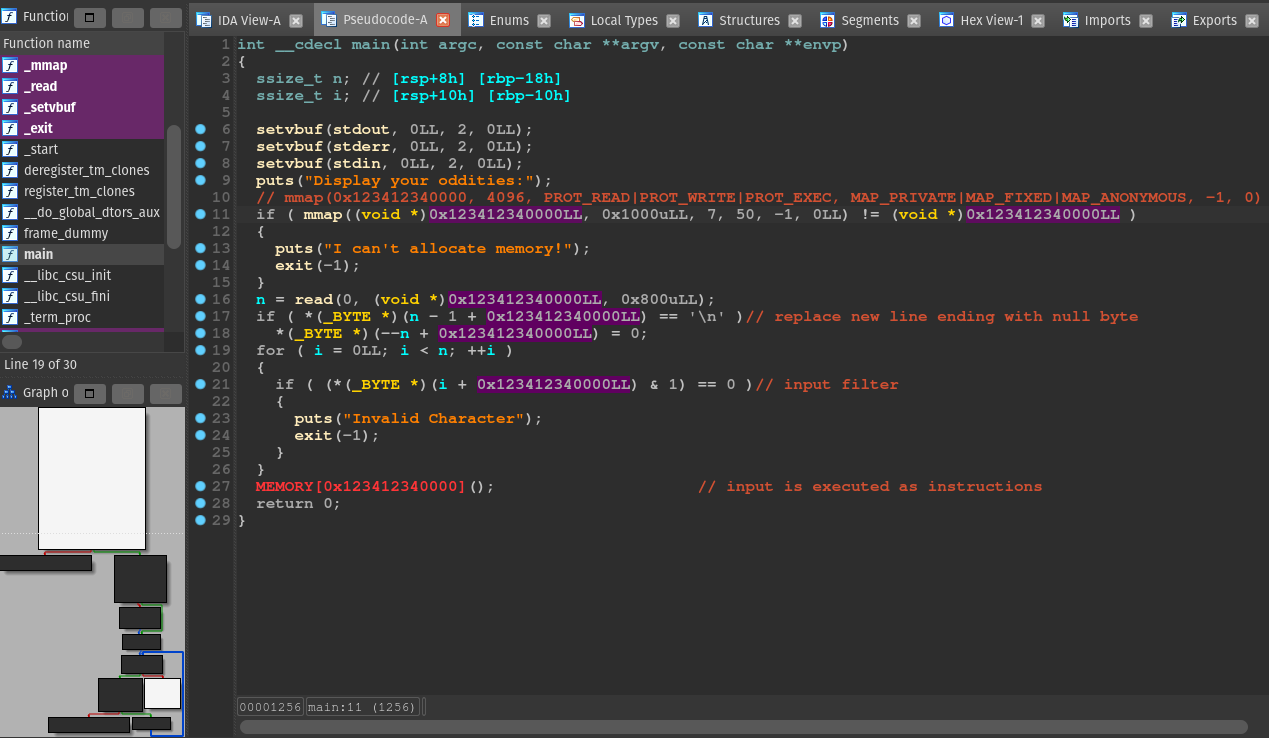 Function
IDA View-A
Pseudocode-A
Enums
Local Types
Structures
Segments
Hex View-1
Imports
Exports
Function name
_mmap
_read
_setvbuf
_exit
_start
deregister_tm_clones
register_tm_clones
__do_global_dtors_aux
frame_dummy
main
__libc_csu_init
__libc_csu_fini
_term_proc
Line 19 of 30
Graph o
1 int __cdecl main(int argc, const char **argv, const char **envp)
2 {
3   ssize_t n; // [rsp+8h] [rbp-18h]
4   ssize_t i; // [rsp+10h] [rbp-10h]
5
6   setvbuf(stdout, 0LL, 2, 0LL);
7   setvbuf(stderr, 0LL, 2, 0LL);
8   setvbuf(stdin, 0LL, 2, 0LL);
9   puts("Display your oddities:");
10   // mmap(0x123412340000, 4096, PROT_READ|PROT_WRITE|PROT_EXEC, MAP_PRIVATE|MAP_FIXED|MAP_ANONYMOUS, -1, 0)
11   if ( mmap((void *)0x123412340000LL, 0x1000uLL, 7, 50, -1, 0LL) != (void *)0x123412340000LL )
12   {
13     puts("I can't allocate memory!");
14     exit(-1);
15   }
16   n = read(0, (void *)0x123412340000LL, 0x800uLL);
17   if ( *(_BYTE *)(n - 1 + 0x123412340000LL) == '\n' )// replace new line ending with null byte
18     *(_BYTE *)(--n + 0x123412340000LL) = 0;
19   for ( i = 0LL; i < n; ++i )
20   {
21     if ( (*(_BYTE *)(i + 0x123412340000LL) & 1) == 0 )// input filter
22     {
23       puts("Invalid Character");
24       exit(-1);
25     }
26   }
27   MEMORY[0x123412340000]();                      // input is executed as instructions
28   return 0;
29 }
00001256 main:11 (1256)